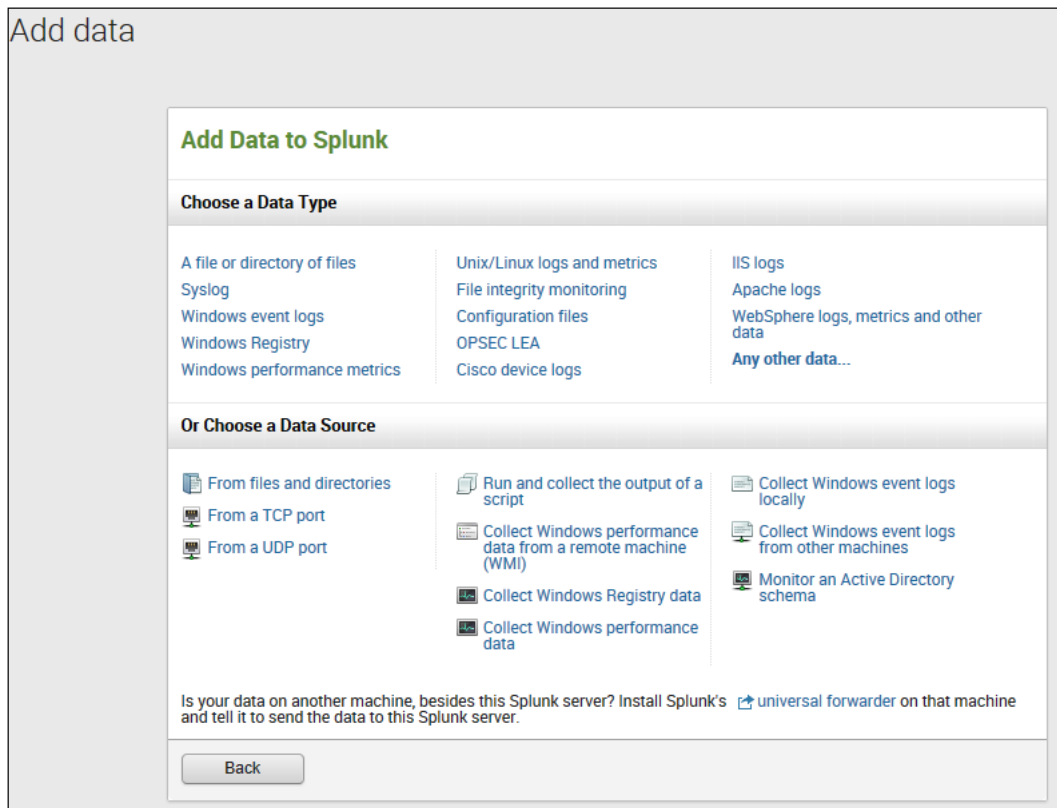 Add data
Add Data to Splunk
Choose a Data Type
A file or directory of files
Syslog
Windows event logs
Windows Registry
Windows performance metrics
Unix/Linux logs and metrics
File integrity monitoring
Configuration files
OPSEC LEA
Cisco device logs
IIS logs
Apache logs
WebSphere logs, metrics and other
data
Any other data...
Or Choose a Data Source
From files and directories
From a TCP port
From a UDP port
Run and collect the output of a
script
Collect Windows performance
data from a remote machine
(WMI)
Collect Windows Registry data
Collect Windows performance
data
Collect Windows event logs
locally
Collect Windows event logs
from other machines
Monitor an Active Directory
schema
Is your data on another machine, besides this Splunk server? Install Splunk's universal forwarder on that machine
and tell it to send the data to this Splunk server.
Back